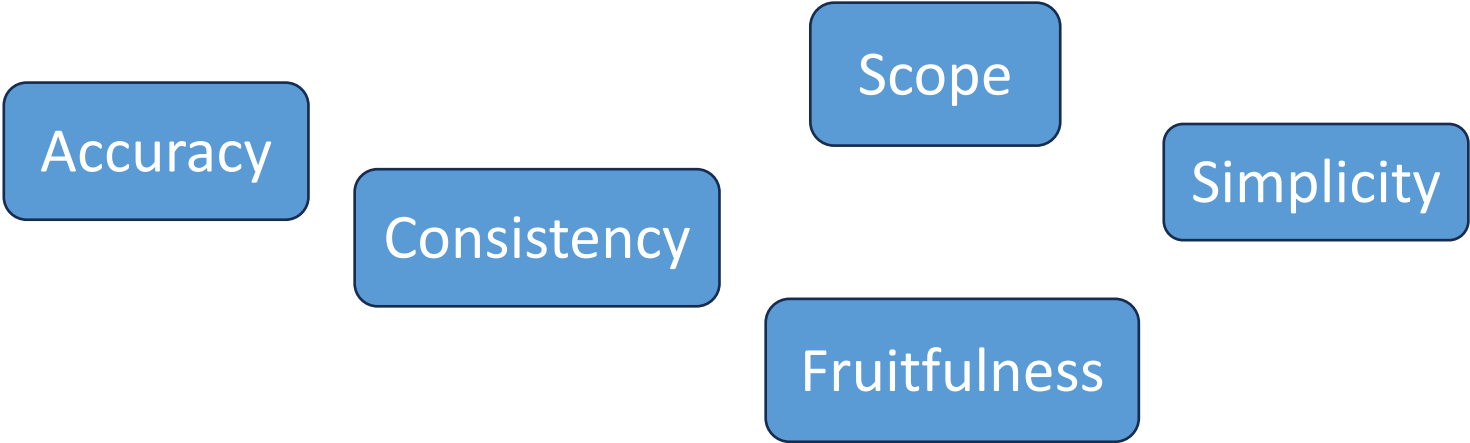 Accuracy
Consistency
Scope
Fruitfulness
Simplicity